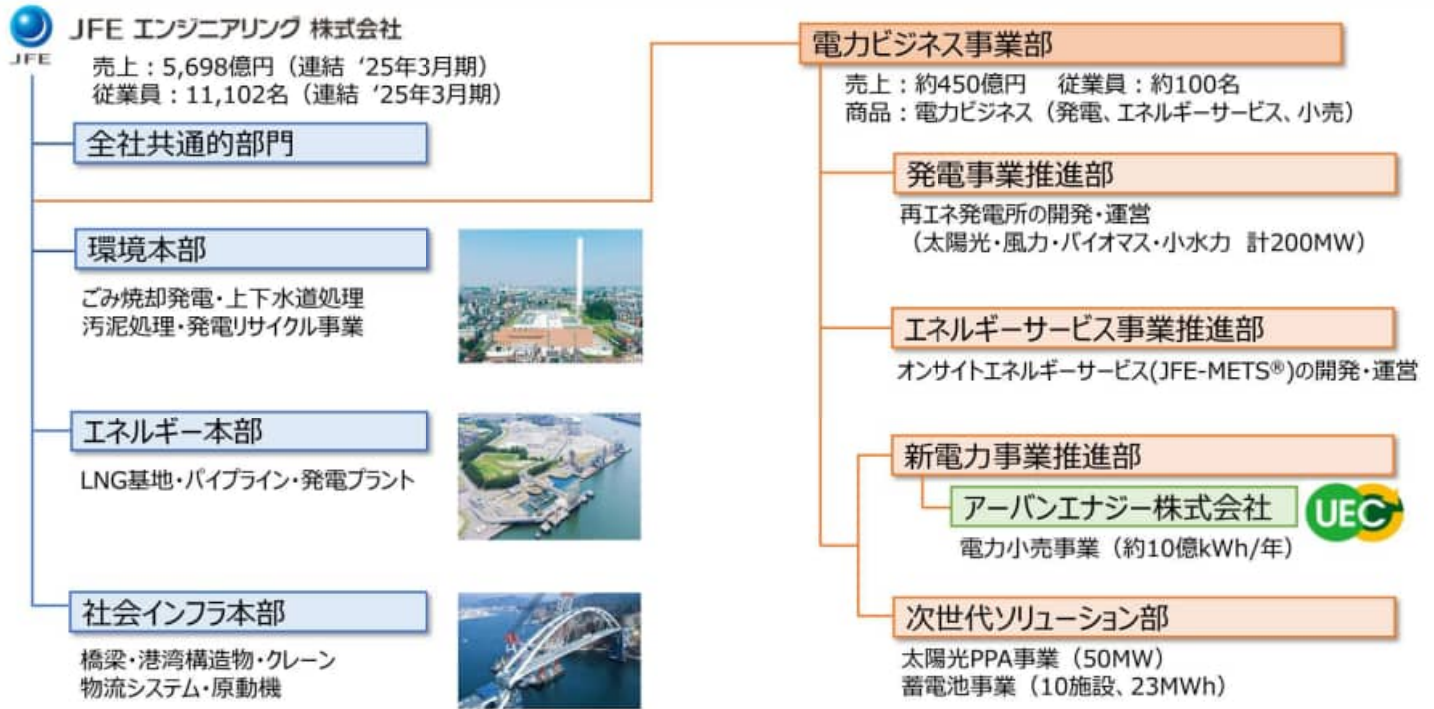 JFE
JFE エンジニアリング 株式会社
売上：5,698億円（連結 ‘25年3月期）
従業員：11,102名（連結 ‘25年3月期）
全社共通的部門
環境本部
ごみ焼却発電・上下水道処理
汚泥処理・発電リサイクル事業
エネルギー本部
LNG基地・パイプライン・発電プラント
社会インフラ本部
橋梁・港湾構造物・クレーン
物流システム・原動機
電力ビジネス事業部
売上：約450億円　従業員：約100名
商品：電力ビジネス（発電、エネルギーサービス、小売）
発電事業推進部
再エネ発電所の開発・運営
（太陽光・風力・バイオマス・小水力　計200MW）
エネルギーサービス事業推進部
オンサイトエネルギーサービス(JFE-METS®)の開発・運営
新電力事業推進部
アーバンエナジー株式会社
UEC
電力小売事業（約10億kWh/年）
次世代ソリューション部
太陽光PPA事業（50MW）
蓄電池事業（10施設、23MWh）